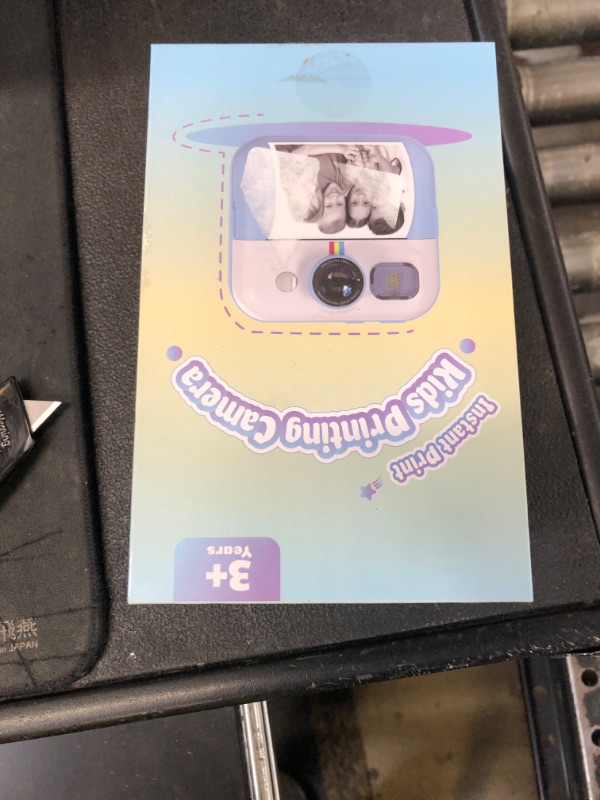 Instant Print
Kids Printing Camera
3+
Years
JAPAN